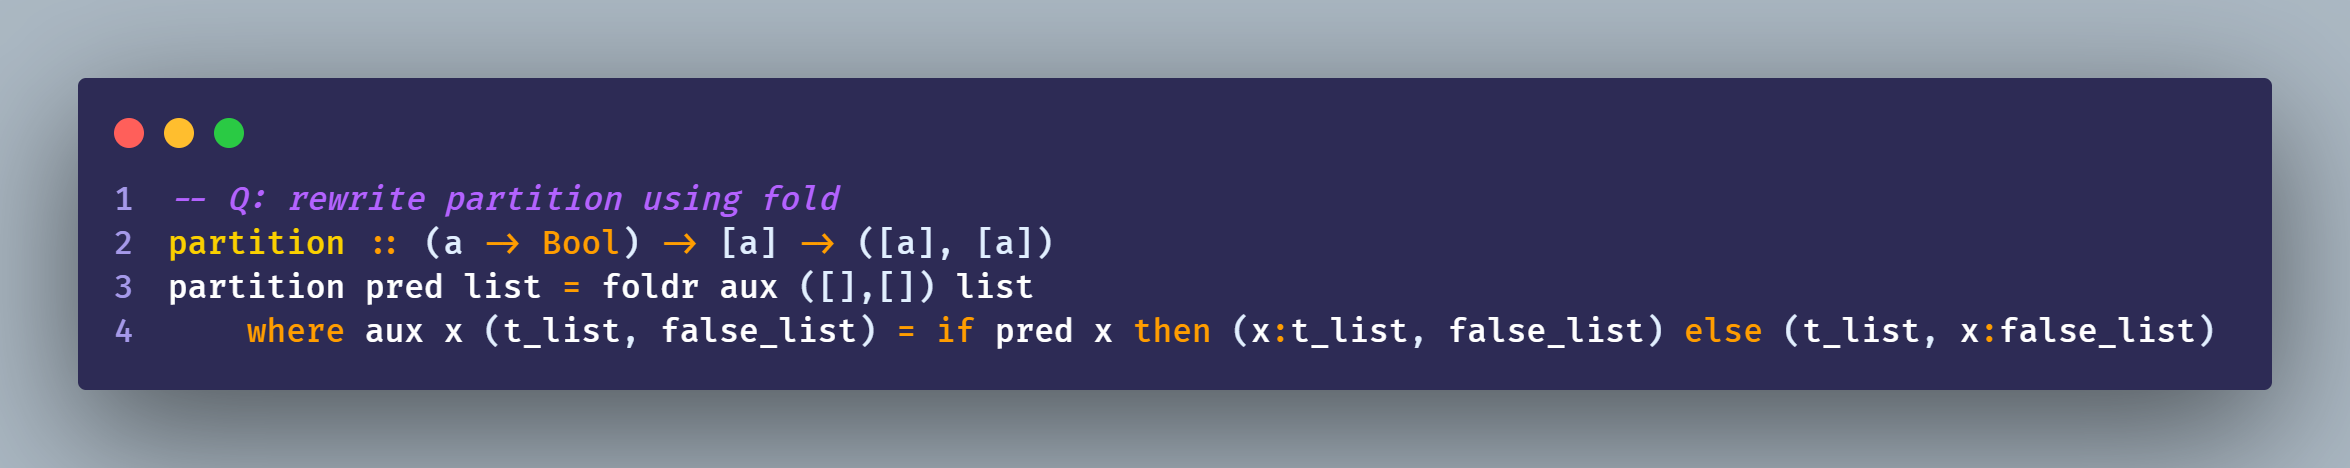 1 -- Q: rewrite partition using fold
2 partition :: (a -> Bool) -> [a] -> ([a], [a])
3 partition pred list = foldr aux ([],[]) list
4     where aux x (t_list, false_list) = if pred x then (x:t_list, false_list) else (t_list, x:false_list)